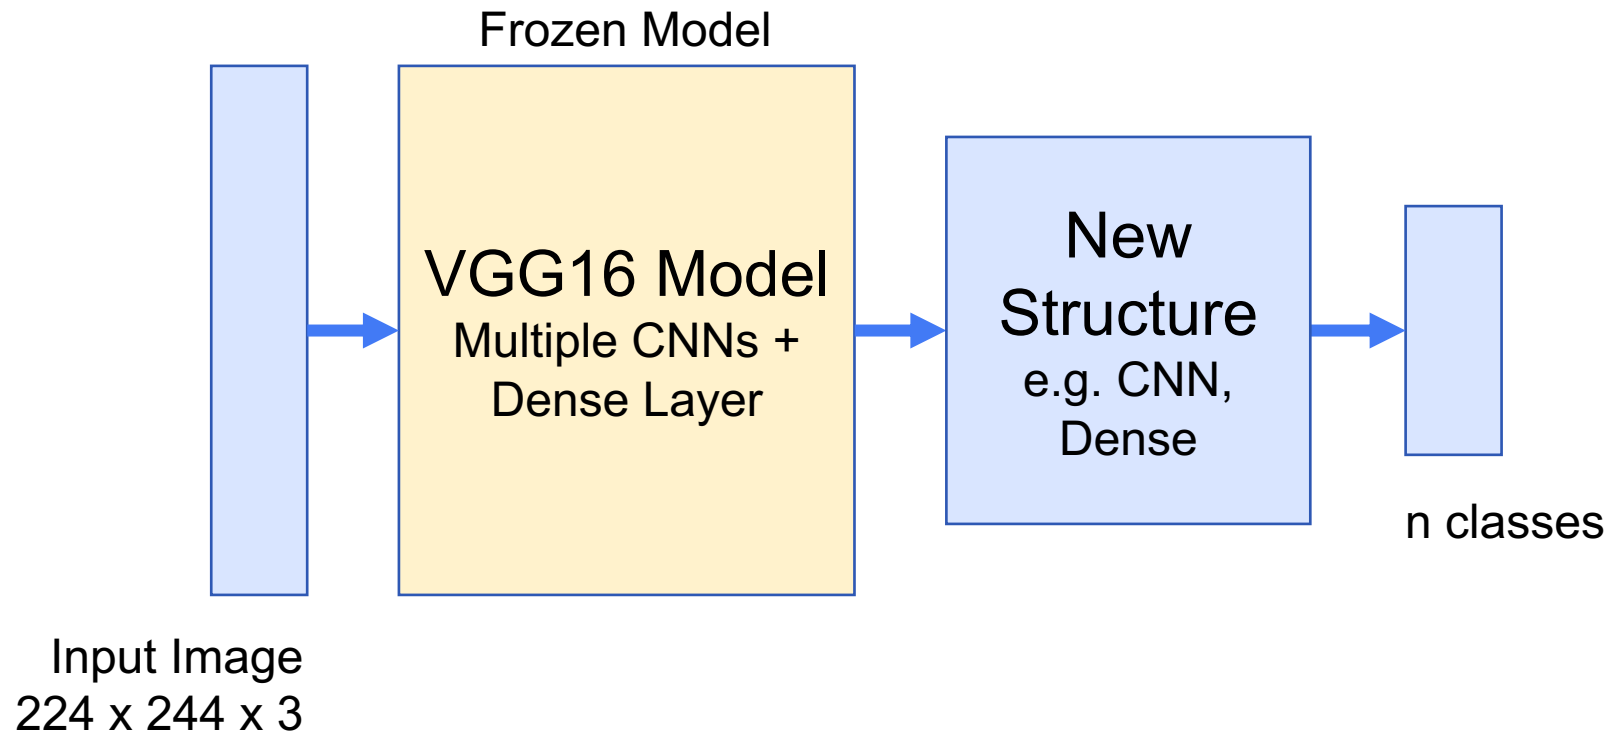 Frozen Model
VGG16 Model
Multiple CNNs +
Dense Layer
New
Structure
e.g. CNN,
Dense
n classes
Input Image
224 x 244 x 3